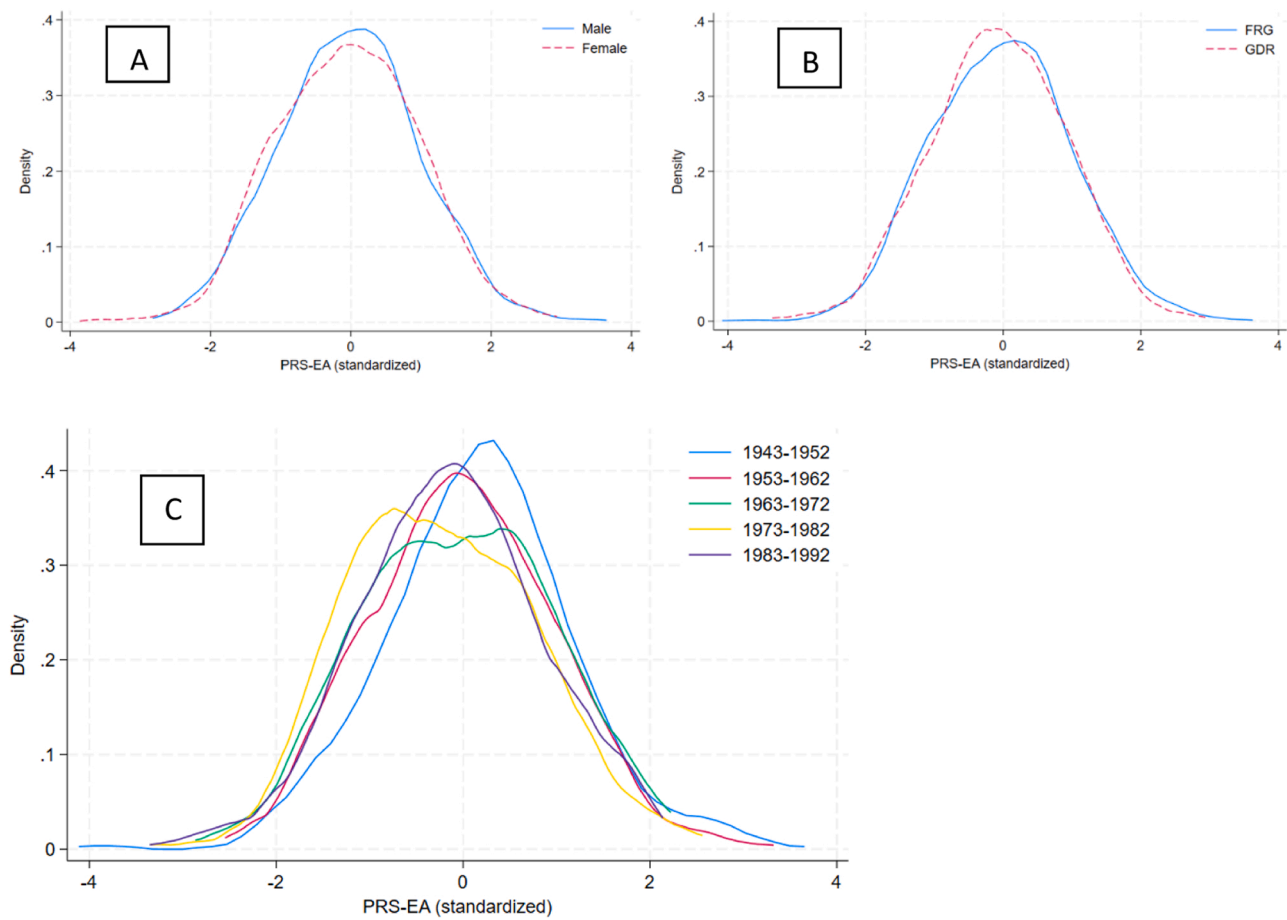 A
Male
Female
.4
.3
.2
.1
0
Density
-4
-2
0
2
4
PRS-EA (standardized)
B
FRG
GDR
.4
.3
.2
.1
0
Density
-4
-2
0
2
4
PRS-EA (standardized)
C
1943-1952
1953-1962
1963-1972
1973-1982
1983-1992
.4
.3
.2
.1
0
Density
-4
-2
0
2
4
PRS-EA (standardized)